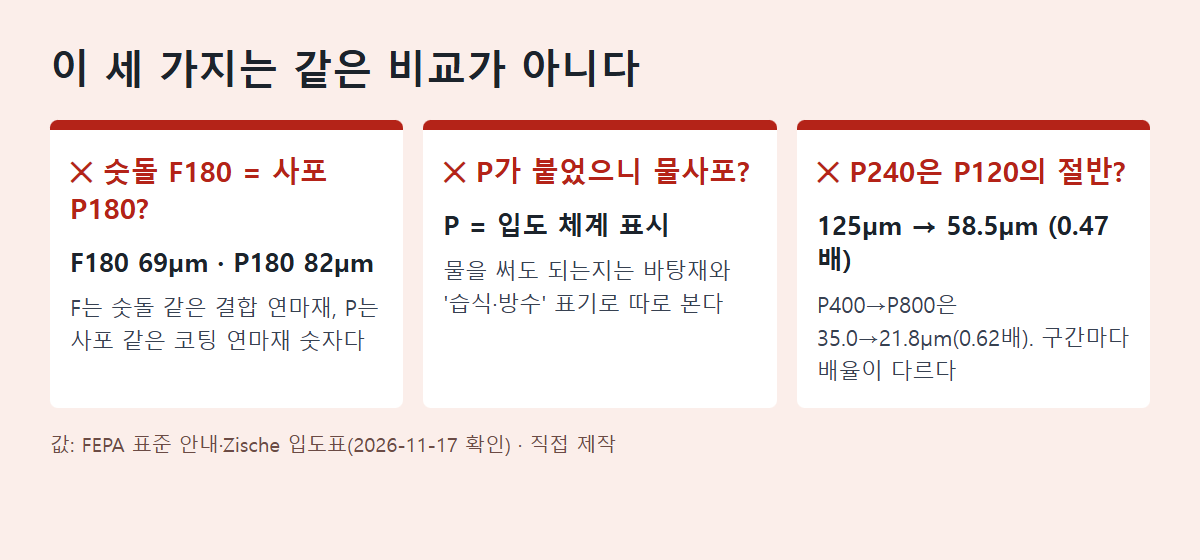 이 세 가지는 같은 비교가 아니다
✕ 숫돌 F180 = 사포
P180?
F180 69μm · P180 82μm
F는 숫돌 같은 결합 연마재, P는
사포 같은 코팅 연마재 숫자다
✕ P가 붙었으니 물사포?
P = 입도 체계 표시
물을 써도 되는지는 바탕재와
'습식·방수' 표기로 따로 본다
✕ P240은 P120의 절반?
125μm → 58.5μm (0.47
배)
P400→P800은
35.0→21.8μm(0.62배). 구간마다
배율이 다르다
값: FEPA 표준 안내·Zische 입도표(2026-11-17 확인) · 직접 제작